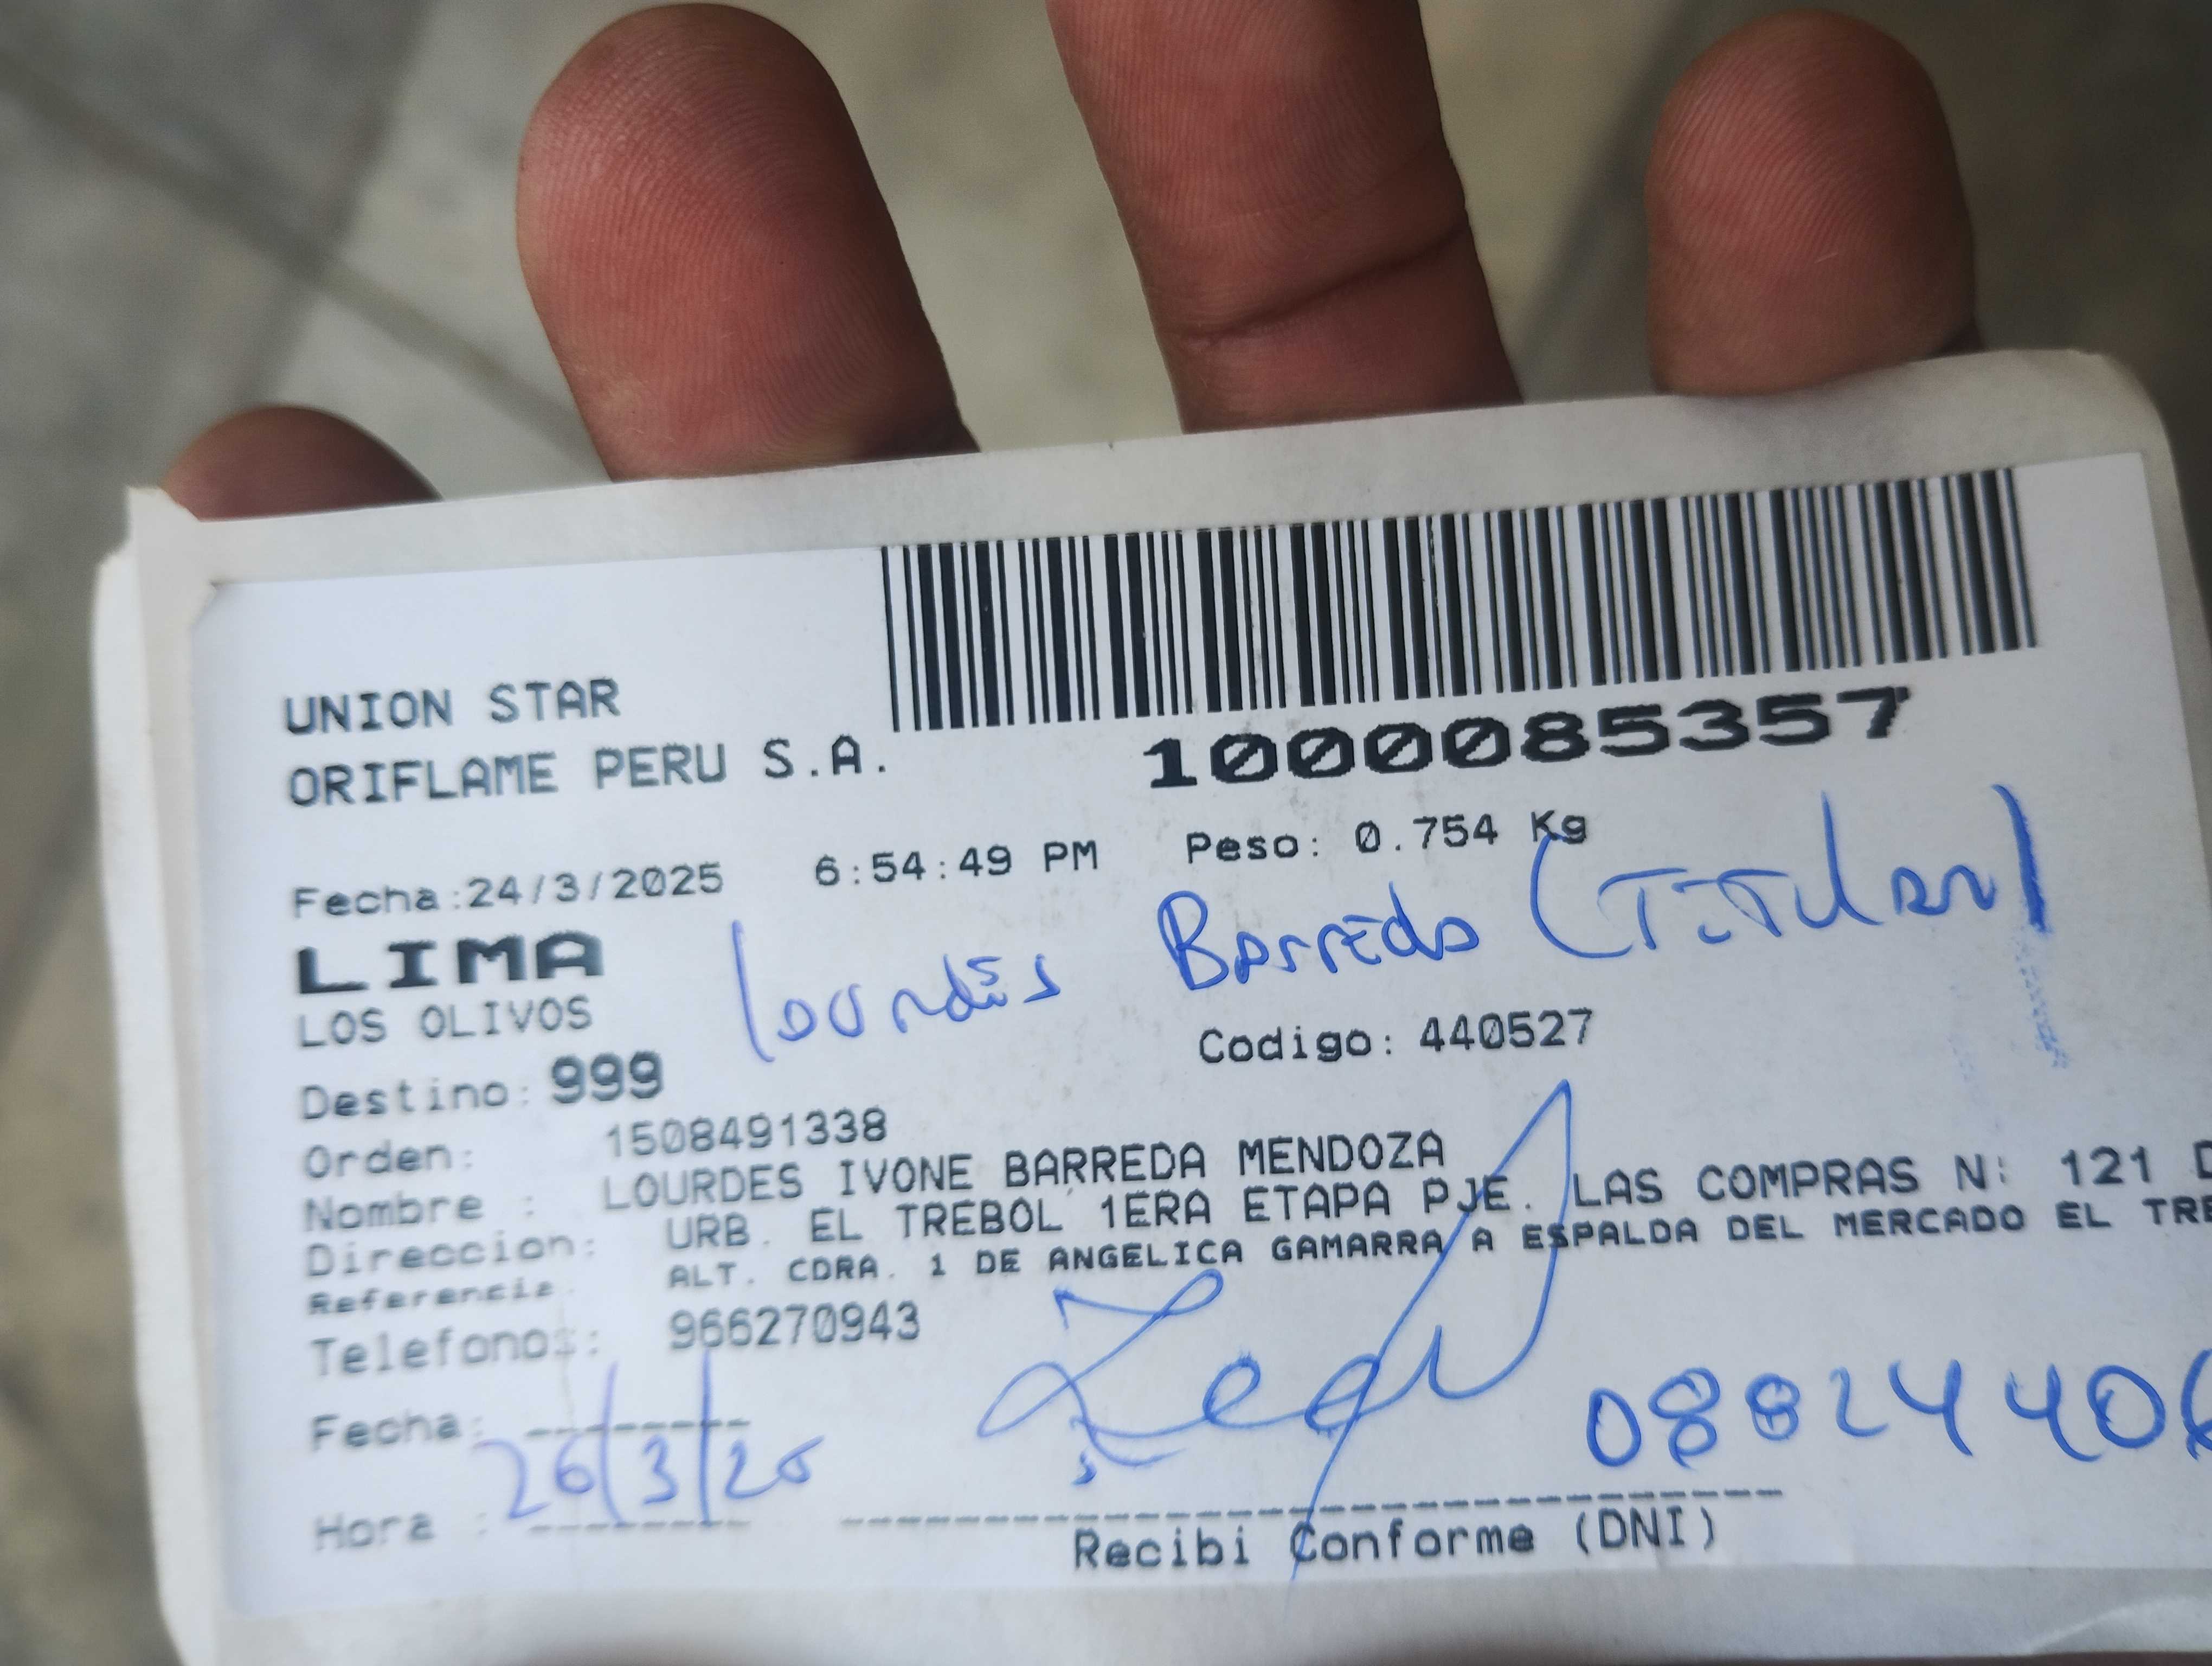 UNION STAR
ORIFLAME PERU S.A.
1000085357
Fecha:24/3/2025 6:54:49 PM Peso: 0.754 Kg
LIMA
lourdes Barreda (Titular)
LOS OLIVOS
Destino: 999 Codigo: 440527
Orden: 1508491338
Nombre : LOURDES IVONE BARREDA MENDOZA
Direccion: URB. EL TREBOL 1ERA ETAPA PJE. LAS COMPRAS N: 121
Referencia ALT. CDRA. 1 DE ANGELICA GAMARRA A ESPALDA DEL MERCADO EL TRE
Telefonos: 966270943
Fecha:
26/3/25
0882440
Hora :
Recibi Conforme (DNI)